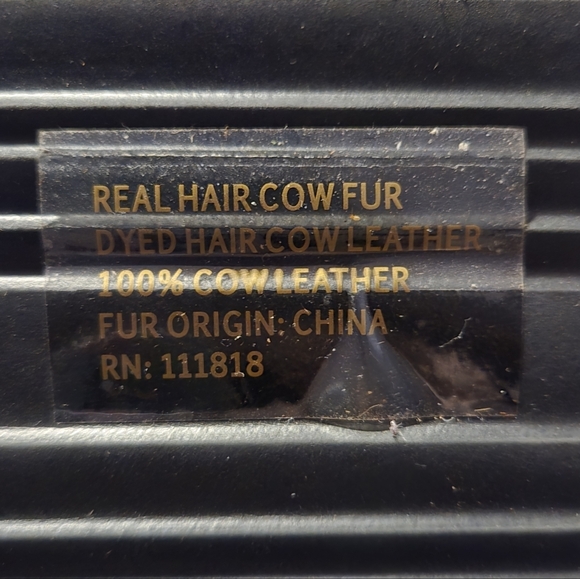 REAL HAIR COW FUR
DYED HAIR COW LEATHER
100% COW LEATHER
FUR ORIGIN: CHINA
RN: 111818